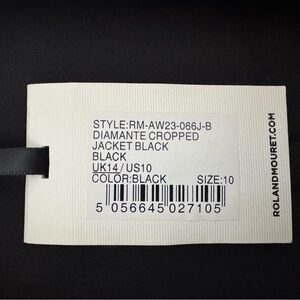 STYLE:RM-AW23-066J-B
DIAMANTE CROPPED
JACKET BLACK
BLACK
UK14/US10
COLOR:BLACK SIZE:10
5 056645 027105
ROLANDMOURET.COM